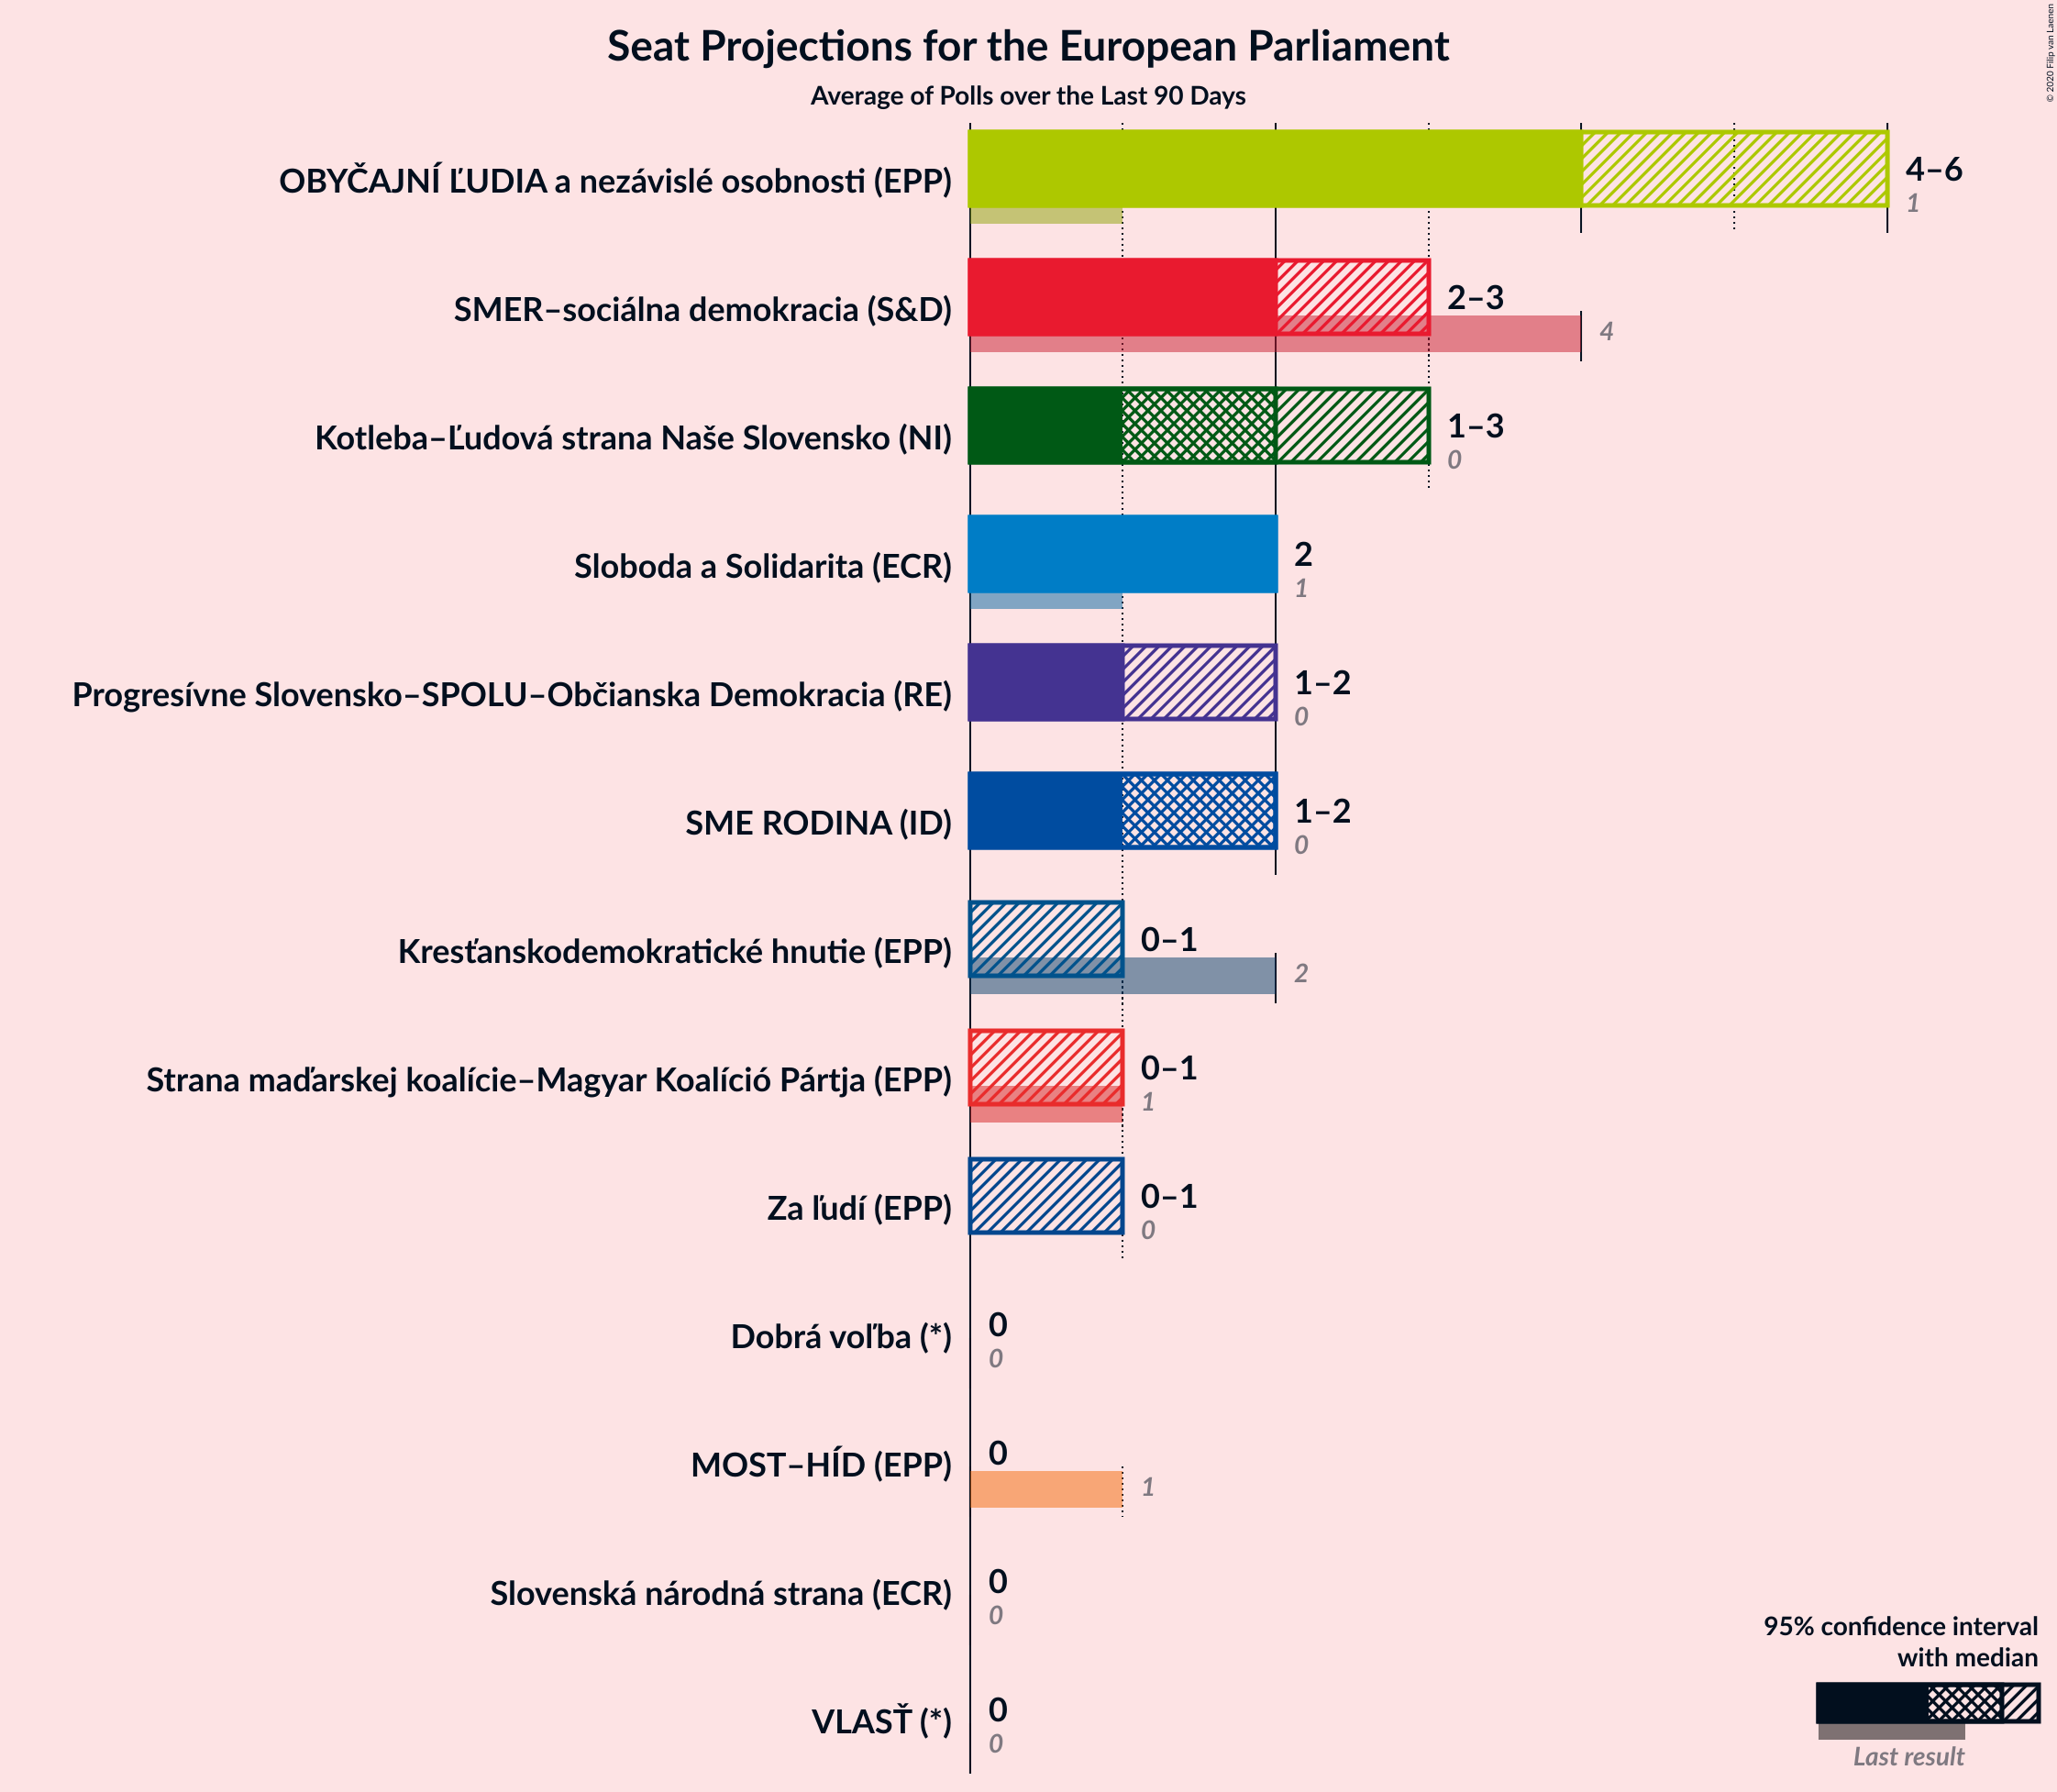 Seat Projections for the European Parliament
Average of Polls over the Last 90 Days
© 2020 Filip van Laenen
OBYČAJNÍ ĽUDIA a nezávislé osobnosti (EPP)
4–6
1
SMER–sociálna demokracia (S&D)
2–3
4
Kotleba–Ľudová strana Naše Slovensko (NI)
1–3
0
Sloboda a Solidarita (ECR)
2
1
Progresívne Slovensko–SPOLU–Občianska Demokracia (RE)
1–2
0
SME RODINA (ID)
1–2
0
Kresťanskodemokratické hnutie (EPP)
0–1
2
Strana maďarskej koalície–Magyar Koalíció Pártja (EPP)
0–1
1
Za ľudí (EPP)
0–1
0
Dobrá voľba (*)
0
0
MOST–HÍD (EPP)
0
1
Slovenská národná strana (ECR)
0
0
VLASŤ (*)
0
0
95% confidence interval
with median
Last result